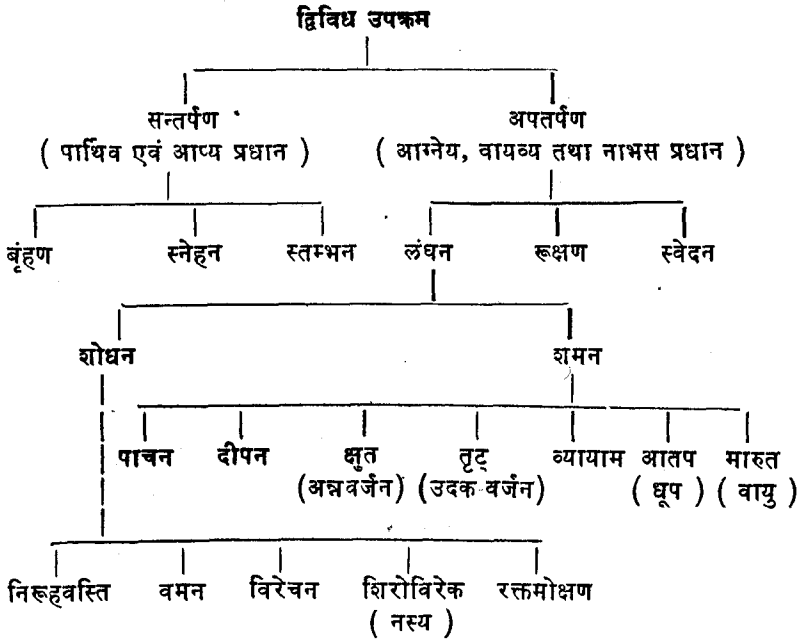 द्विविध उपक्रम
सन्तर्पण अपतर्पण
( पार्थिव एवं आप्य प्रधान ) ( आग्नेय, वायव्य तथा नाभस प्रधान )
बृंहण स्नेहन स्तम्भन लंघन रूक्षण स्वेदन
शोधन शमन
पाचन दीपन क्षुत तृट् व्यायाम आतप मारुत
(अन्नवर्जन) (उदक वर्जन) ( धूप ) ( वायु )
निरूहवस्ति वमन विरेचन शिरोविरेक रक्तमोक्षण
( नस्य )